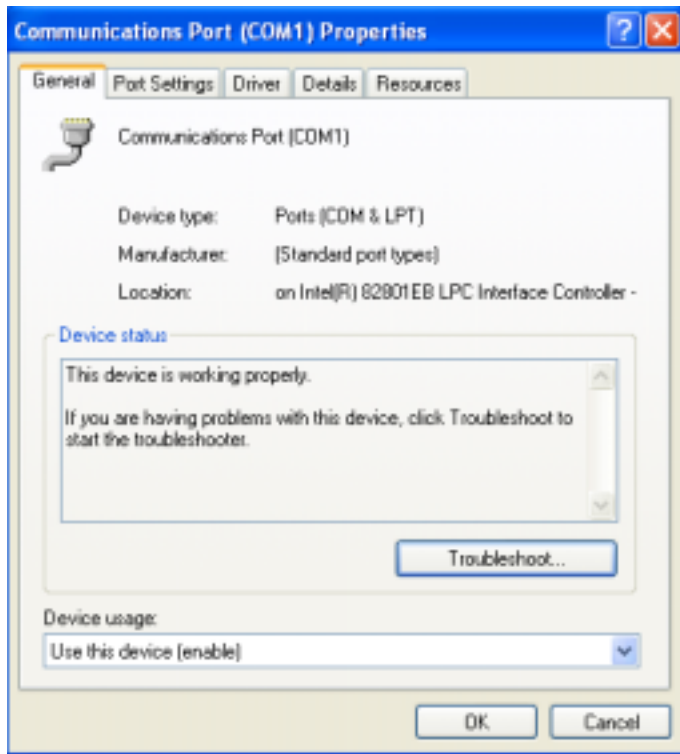 Communications Port (COM1) Properties
General Port Settings Driver Details Resources
Communications Port (COM1)
Device type: Ports (COM & LPT)
Manufacturer: (Standard port types)
Location: on Intel(R) 82801EB LPC Interface Controller -
Device status
This device is working properly.
If you are having problems with this device, click Troubleshoot to
start the troubleshooter.
Troubleshoot...
Device usage:
Use this device (enable)
OK Cancel